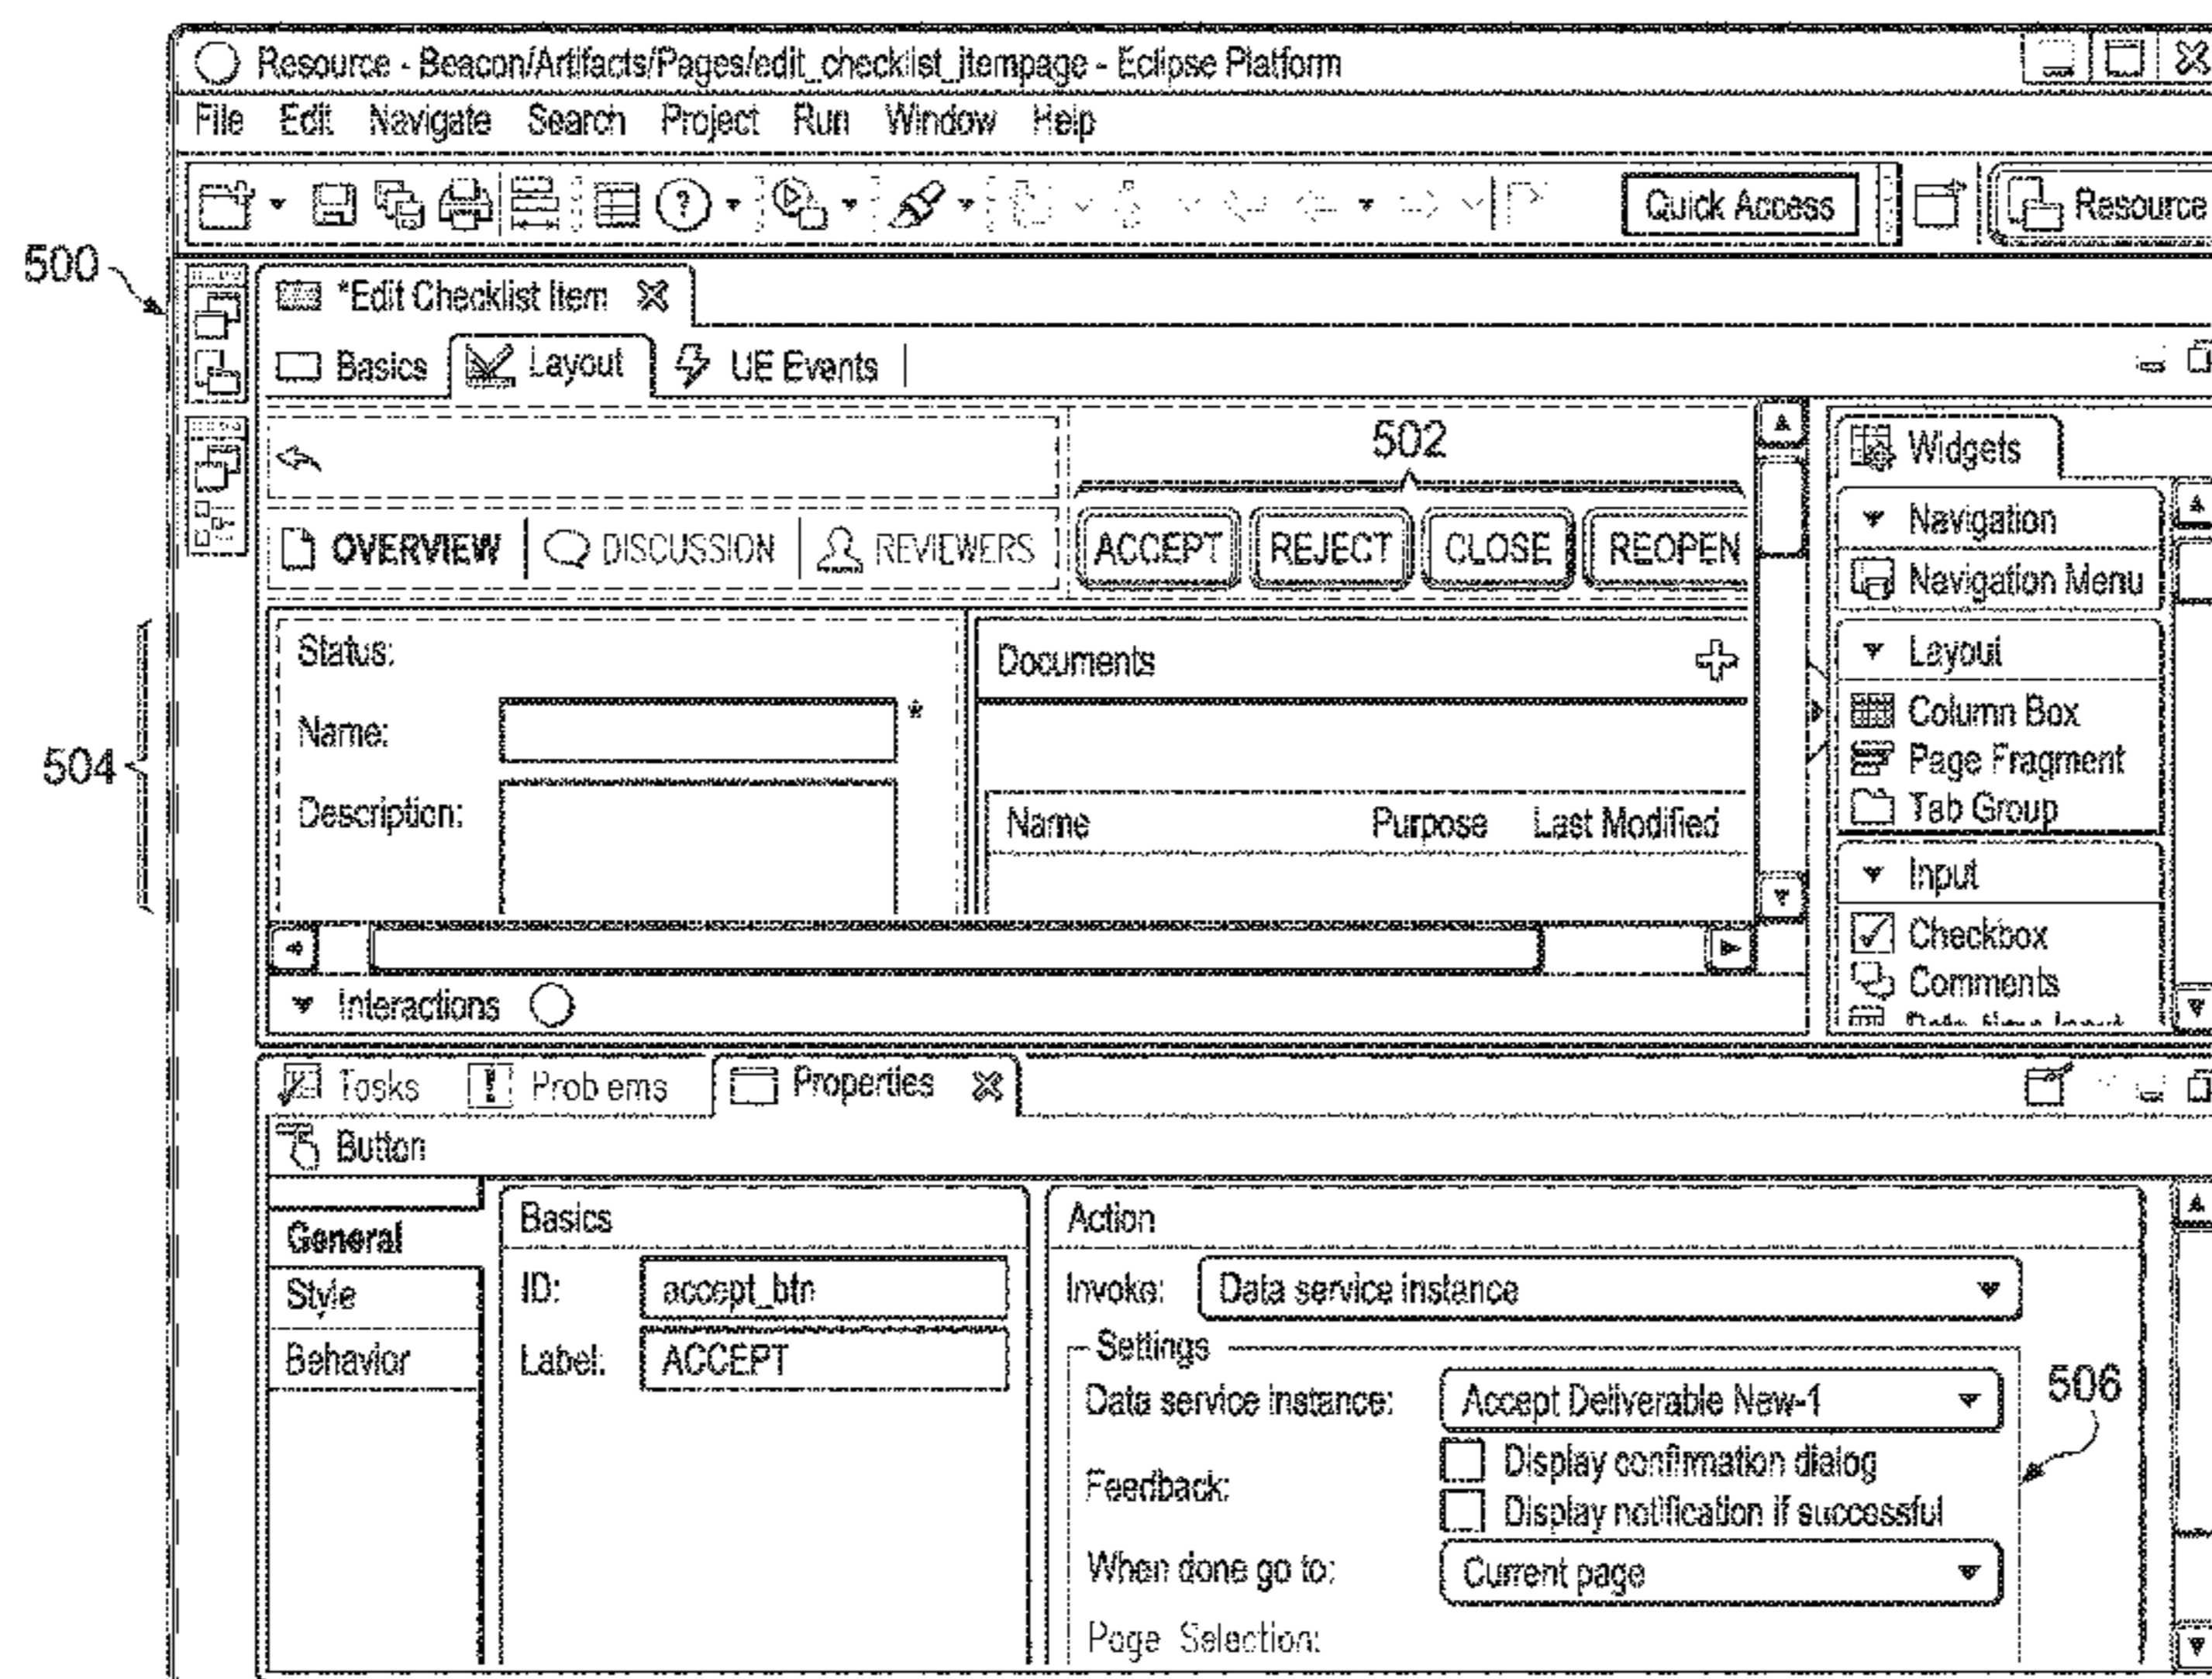 Resource - Beacon/Artifacts/Pages/edit_checklist_itempage - Eclipse Platform
File Edit Navigate Search Project Run Window Help
Quick Access Resource
500
*Edit Checklist Item
Basics Layout UE Events
502
Widgets
OVERVIEW DISCUSSION REVIEWERS ACCEPT REJECT CLOSE REOPEN
Navigation
Navigation Menu
Layout
Column Box
Page Fragment
Tab Group
Input
Checkbox
Comments
504
Status:
Name: *
Description:
Documents
Name Purpose Last Modified
Interactions
Tasks Problems Properties
Button
General
Style
Behavior
Basics
ID: accept_btn
Label: ACCEPT
Action
Invoke: Data service instance
Settings
Data service instance: Accept Deliverable New-1
506
Feedback: Display confirmation dialog
Display notification if successful
When done go to: Current page
Page Selection: